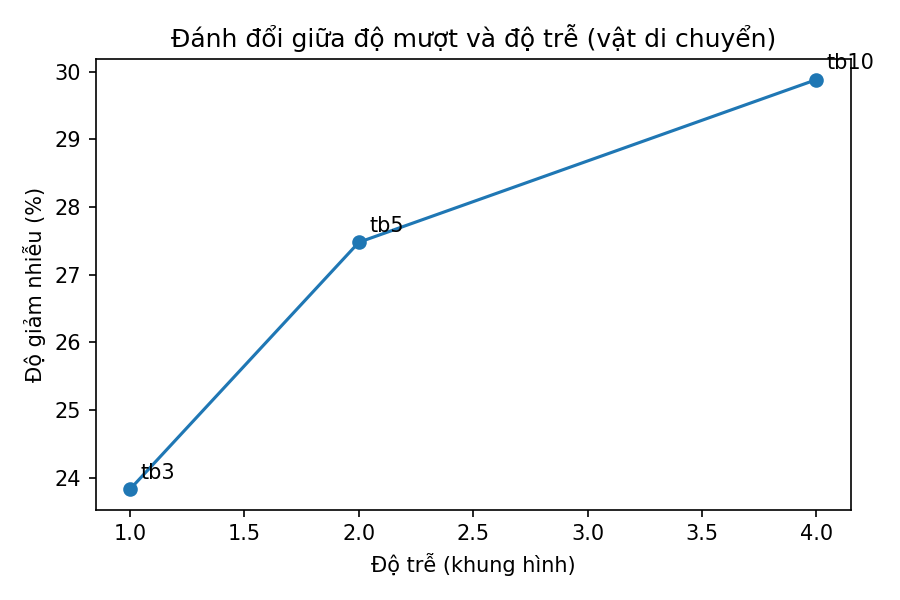 Đánh đổi giữa độ mượt và độ trễ (vật di chuyển)
Độ giảm nhiễu (%)
30
29
28
27
26
25
24
tb10
tb5
tb3
1.0 1.5 2.0 2.5 3.0 3.5 4.0
Độ trễ (khung hình)